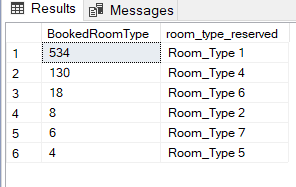 Results Messages
BookedRoomType room_type_reserved
1 534 Room_Type 1
2 130 Room_Type 4
3 18 Room_Type 6
4 8 Room_Type 2
5 6 Room_Type 7
6 4 Room_Type 5